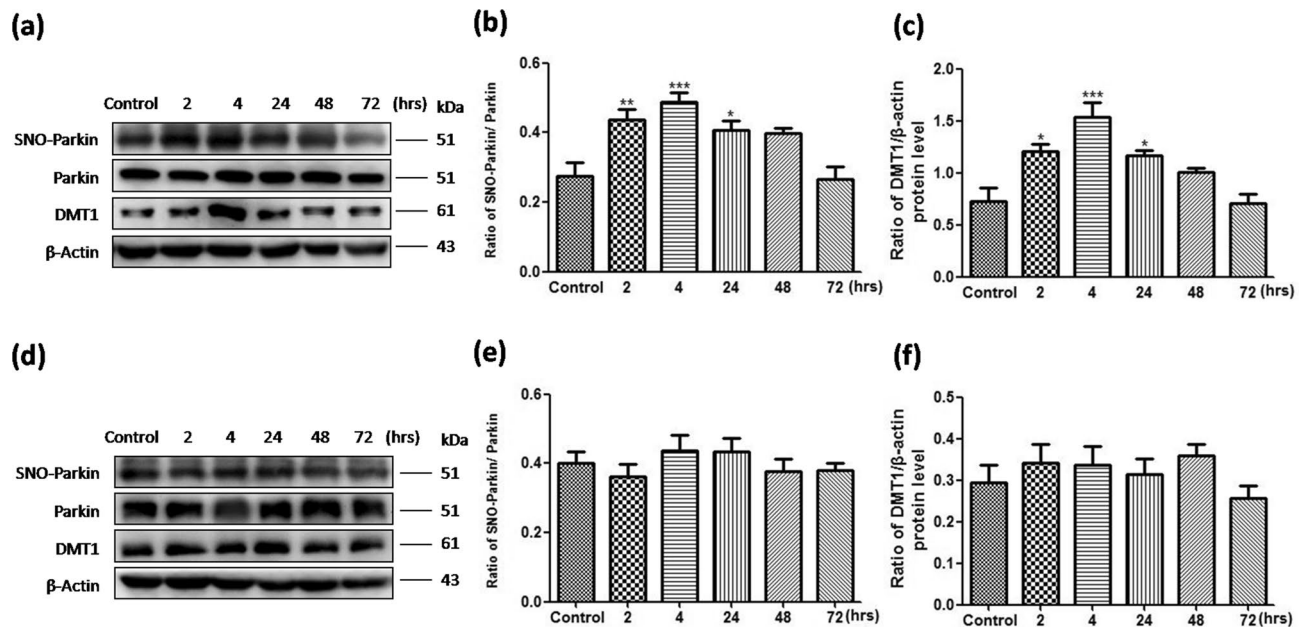 (a)
Control 2 4 24 48 72 (hrs) kDa
SNO-Parkin 51
Parkin 51
DMT1 61
β-Actin 43
(b)
Ratio of SNO-Parkin/ Parkin
0.6
0.4
0.2
0.0
** *** *
Control 2 4 24 48 72 (hrs)
(c)
Ratio of DMT1/β-actin
protein level
2.0
1.5
1.0
0.5
0.0
* *** *
Control 2 4 24 48 72 (hrs)
(d)
Control 2 4 24 48 72 (hrs) kDa
SNO-Parkin 51
Parkin 51
DMT1 61
β-Actin 43
(e)
Ratio of SNO-Parkin/ Parkin
0.6
0.4
0.2
0.0
Control 2 4 24 48 72 (hrs)
(f)
Ratio of DMT1/β-actin
protein level
0.5
0.4
0.3
0.2
0.1
0.0
Control 2 4 24 48 72 (hrs)